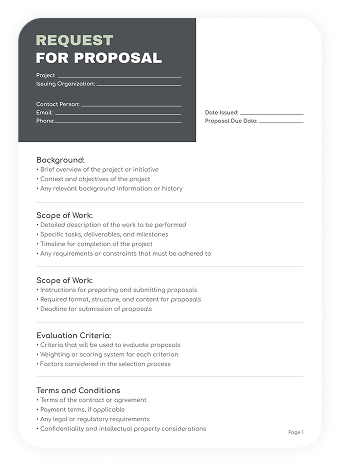 REQUEST
FOR PROPOSAL
Project
Issuing Organization:
Contact Person:
Email:
Phone:
Date Issued:
Proposal Due Date:
Background:
• Brief overview of the project or initiative
• Context and objectives of the project
• Any relevant background information or history
Scope of Work:
• Detailed description of the work to be performed
• Specific tasks, deliverables, and milestones
• Timeline for completion of the project
• Any requirements or constraints that must be adhered to
Scope of Work:
• Instructions for preparing and submitting proposals
• Required format, structure, and content for proposals
• Deadline for submission of proposals
Evaluation Criteria:
• Criteria that will be used to evaluate proposals
• Weighting or scoring system for each criterion
• Factors considered in the selection process
Terms and Conditions
• Terms of the contract or agreement
• Payment terms, if applicable
• Any legal or regulatory requirements
• Confidentiality and intellectual property considerations
Page 1